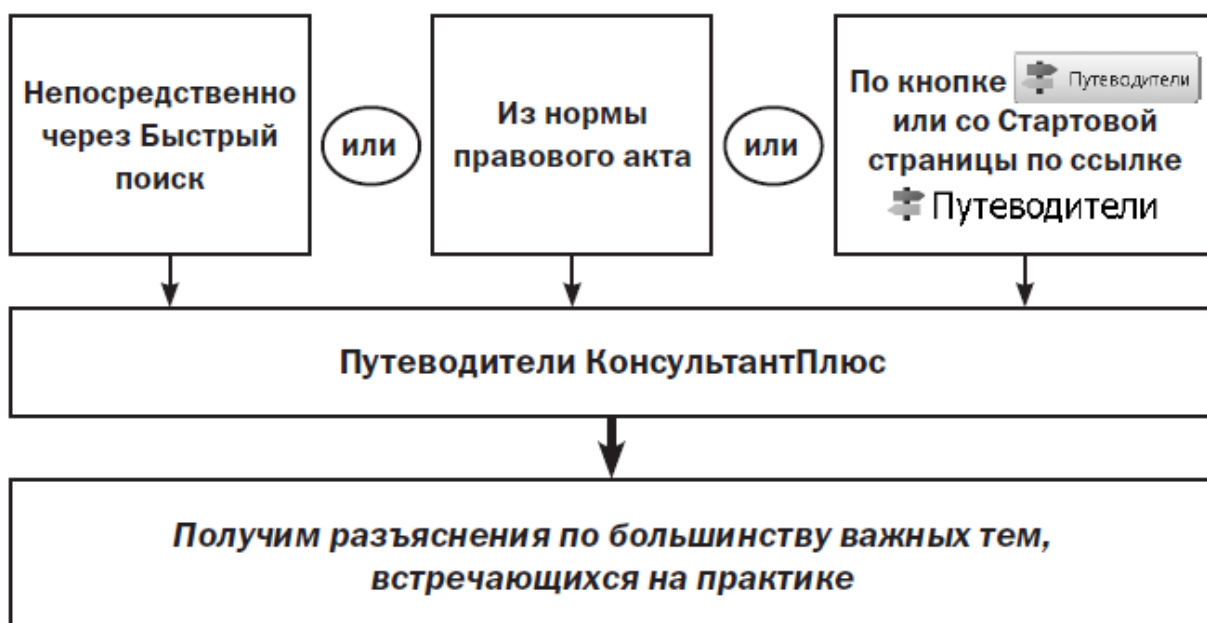 Непосредственно
через Быстрый
поиск
или
Из нормы
правового акта
или
По кнопке Путеводители
или со Стартовой
страницы по ссылке
Путеводители
Путеводители КонсультантПлюс
Получим разъяснения по большинству важных тем,
встречающихся на практике